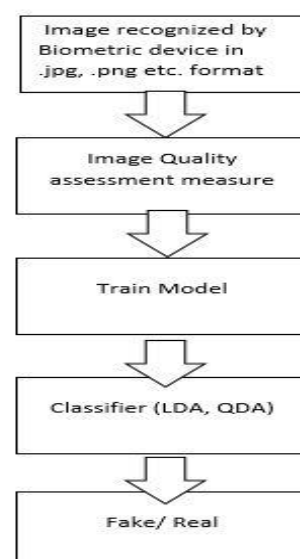 Image recognized by
Biometric device in
.jpg, .png etc. format
Image Quality
assessment measure
Train Model
Classifier (LDA, QDA)
Fake/ Real